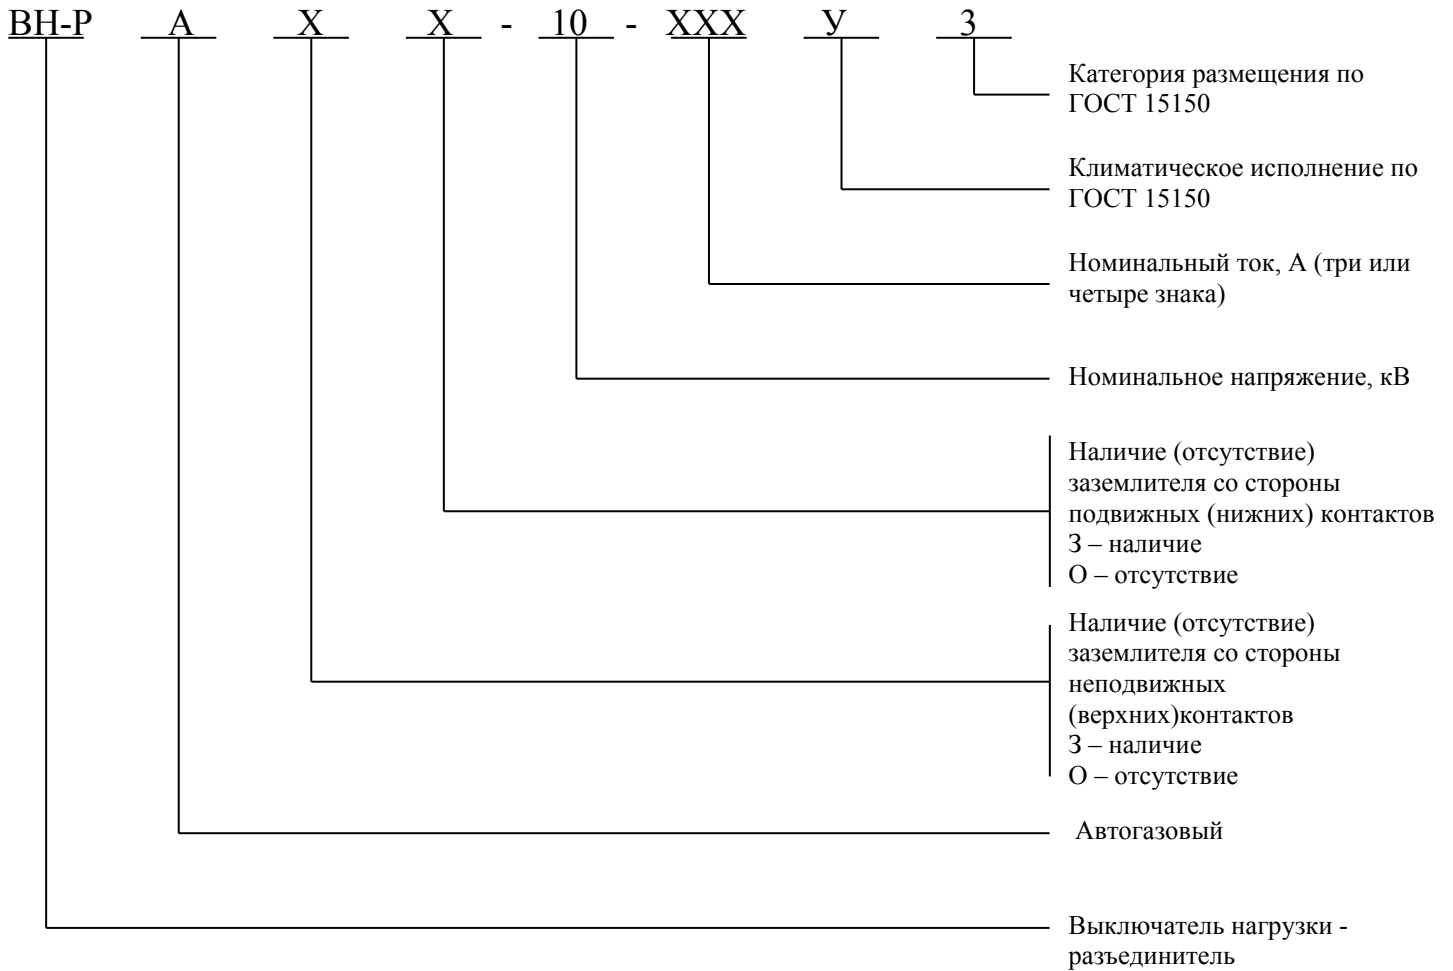 ВН-Р А Х Х - 10 - ХХХ У 3
Категория размещения по
ГОСТ 15150
Климатическое исполнение по
ГОСТ 15150
Номинальный ток, А (три или
четыре знака)
Номинальное напряжение, кВ
Наличие (отсутствие)
заземлителя со стороны
подвижных (нижних) контактов
З – наличие
О – отсутствие
Наличие (отсутствие)
заземлителя со стороны
неподвижных
(верхних)контактов
З – наличие
О – отсутствие
Автогазовый
Выключатель нагрузки -
разъединитель